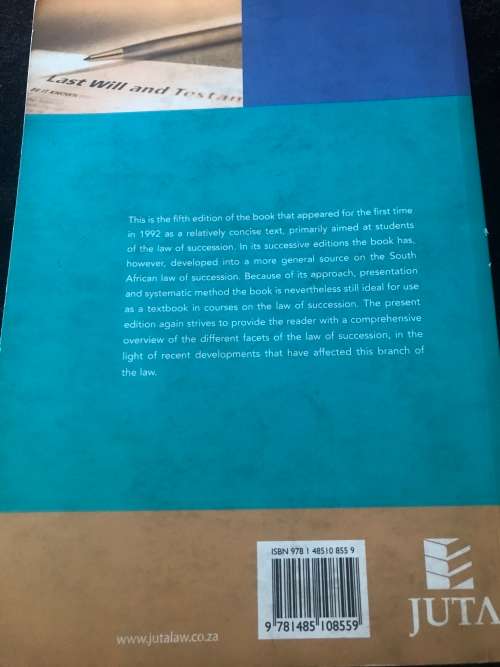 Last Will and Testam
BE IT KNOWN
This is the fifth edition of the book that appeared for the first time
in 1992 as a relatively concise text, primarily aimed at students
of the law of succession. In its successive editions the book has,
however, developed into a more general source on the South
African law of succession. Because of its approach, presentation
and systematic method the book is nevertheless still ideal for use
as a textbook in courses on the law of succession. The present
edition again strives to provide the reader with a comprehensive
overview of the different facets of the law of succession, in the
light of recent developments that have affected this branch of
the law.
ISBN 978 1 48510 855 9
9 781485 108559
JUTA
www.jutalaw.co.za